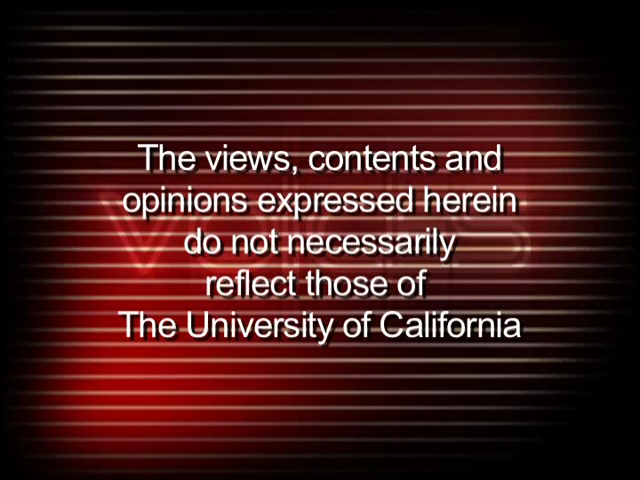 The views, contents and
opinions expressed herein
do not necessarily
reflect those of
The University of California